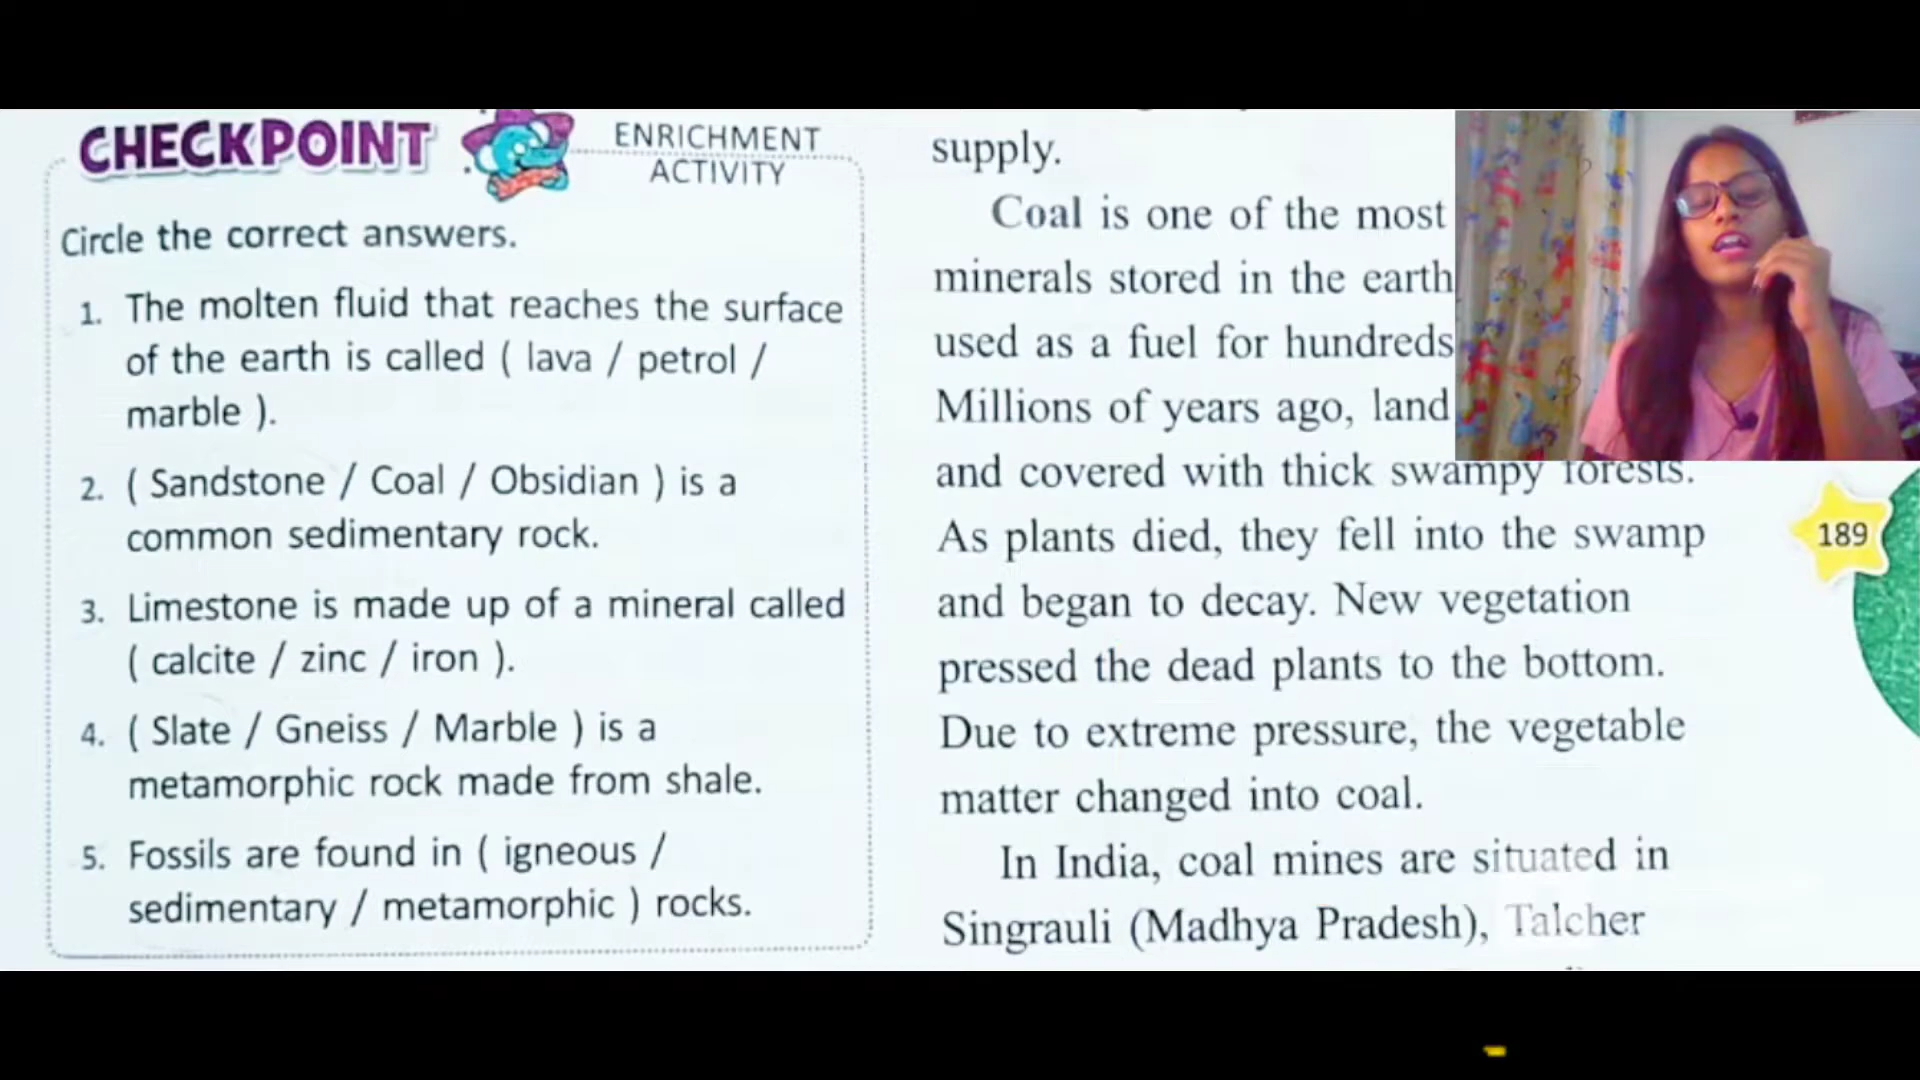 CHECKPOINT
ENRICHMENT
ACTIVITY
Circle the correct answers.
1. The molten fluid that reaches the surface
of the earth is called ( lava / petrol /
marble ).
2. ( Sandstone / Coal / Obsidian ) is a
common sedimentary rock.
3. Limestone is made up of a mineral called
( calcite / zinc / iron ).
4. ( Slate / Gneiss / Marble ) is a
metamorphic rock made from shale.
5. Fossils are found in ( igneous /
sedimentary / metamorphic ) rocks.
supply.
Coal is one of the most
minerals stored in the earth
used as a fuel for hundreds
Millions of years ago, land
and covered with thick swampy forests.
As plants died, they fell into the swamp
and began to decay. New vegetation
pressed the dead plants to the bottom.
Due to extreme pressure, the vegetable
matter changed into coal.
In India, coal mines are situated in
Singrauli (Madhya Pradesh), Talcher
189